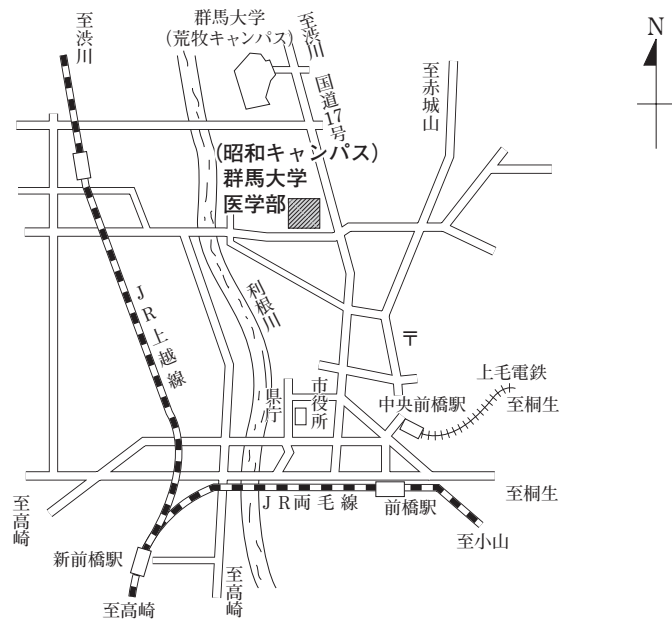 至渋川
群馬大学
(荒牧キャンパス)
至渋川
国道17号
至赤城山
N
(昭和キャンパス)
群馬大学
医学部
JR上越線
利根川
〒
上毛電鉄
至桐生
中央前橋駅
市役所
県庁
至高崎
JR両毛線
前橋駅
至桐生
至小山
新前橋駅
至高崎
至高崎